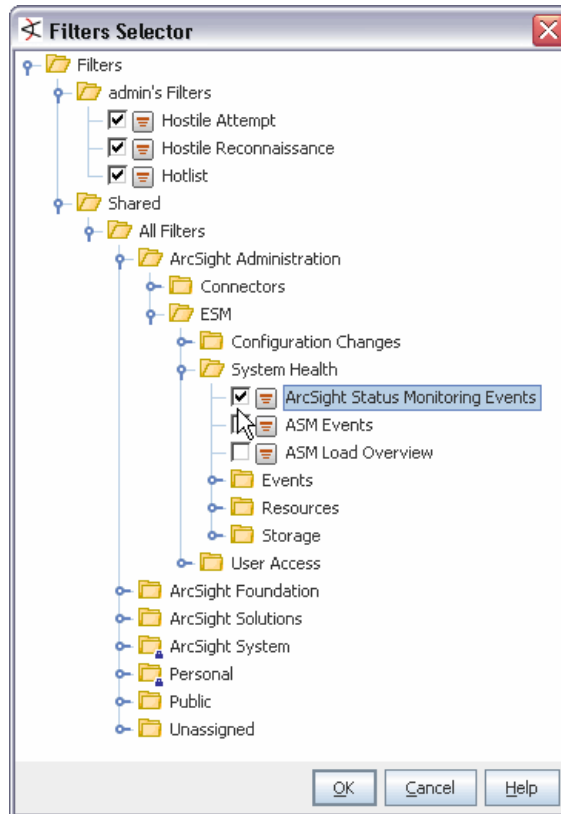 Filters Selector
Filters
admin's Filters
Hostile Attempt
Hostile Reconnaissance
Hotlist
Shared
All Filters
ArcSight Administration
Connectors
ESM
Configuration Changes
System Health
ArcSight Status Monitoring Events
ASM Events
ASM Load Overview
Events
Resources
Storage
User Access
ArcSight Foundation
ArcSight Solutions
ArcSight System
Personal
Public
Unassigned
OK Cancel Help